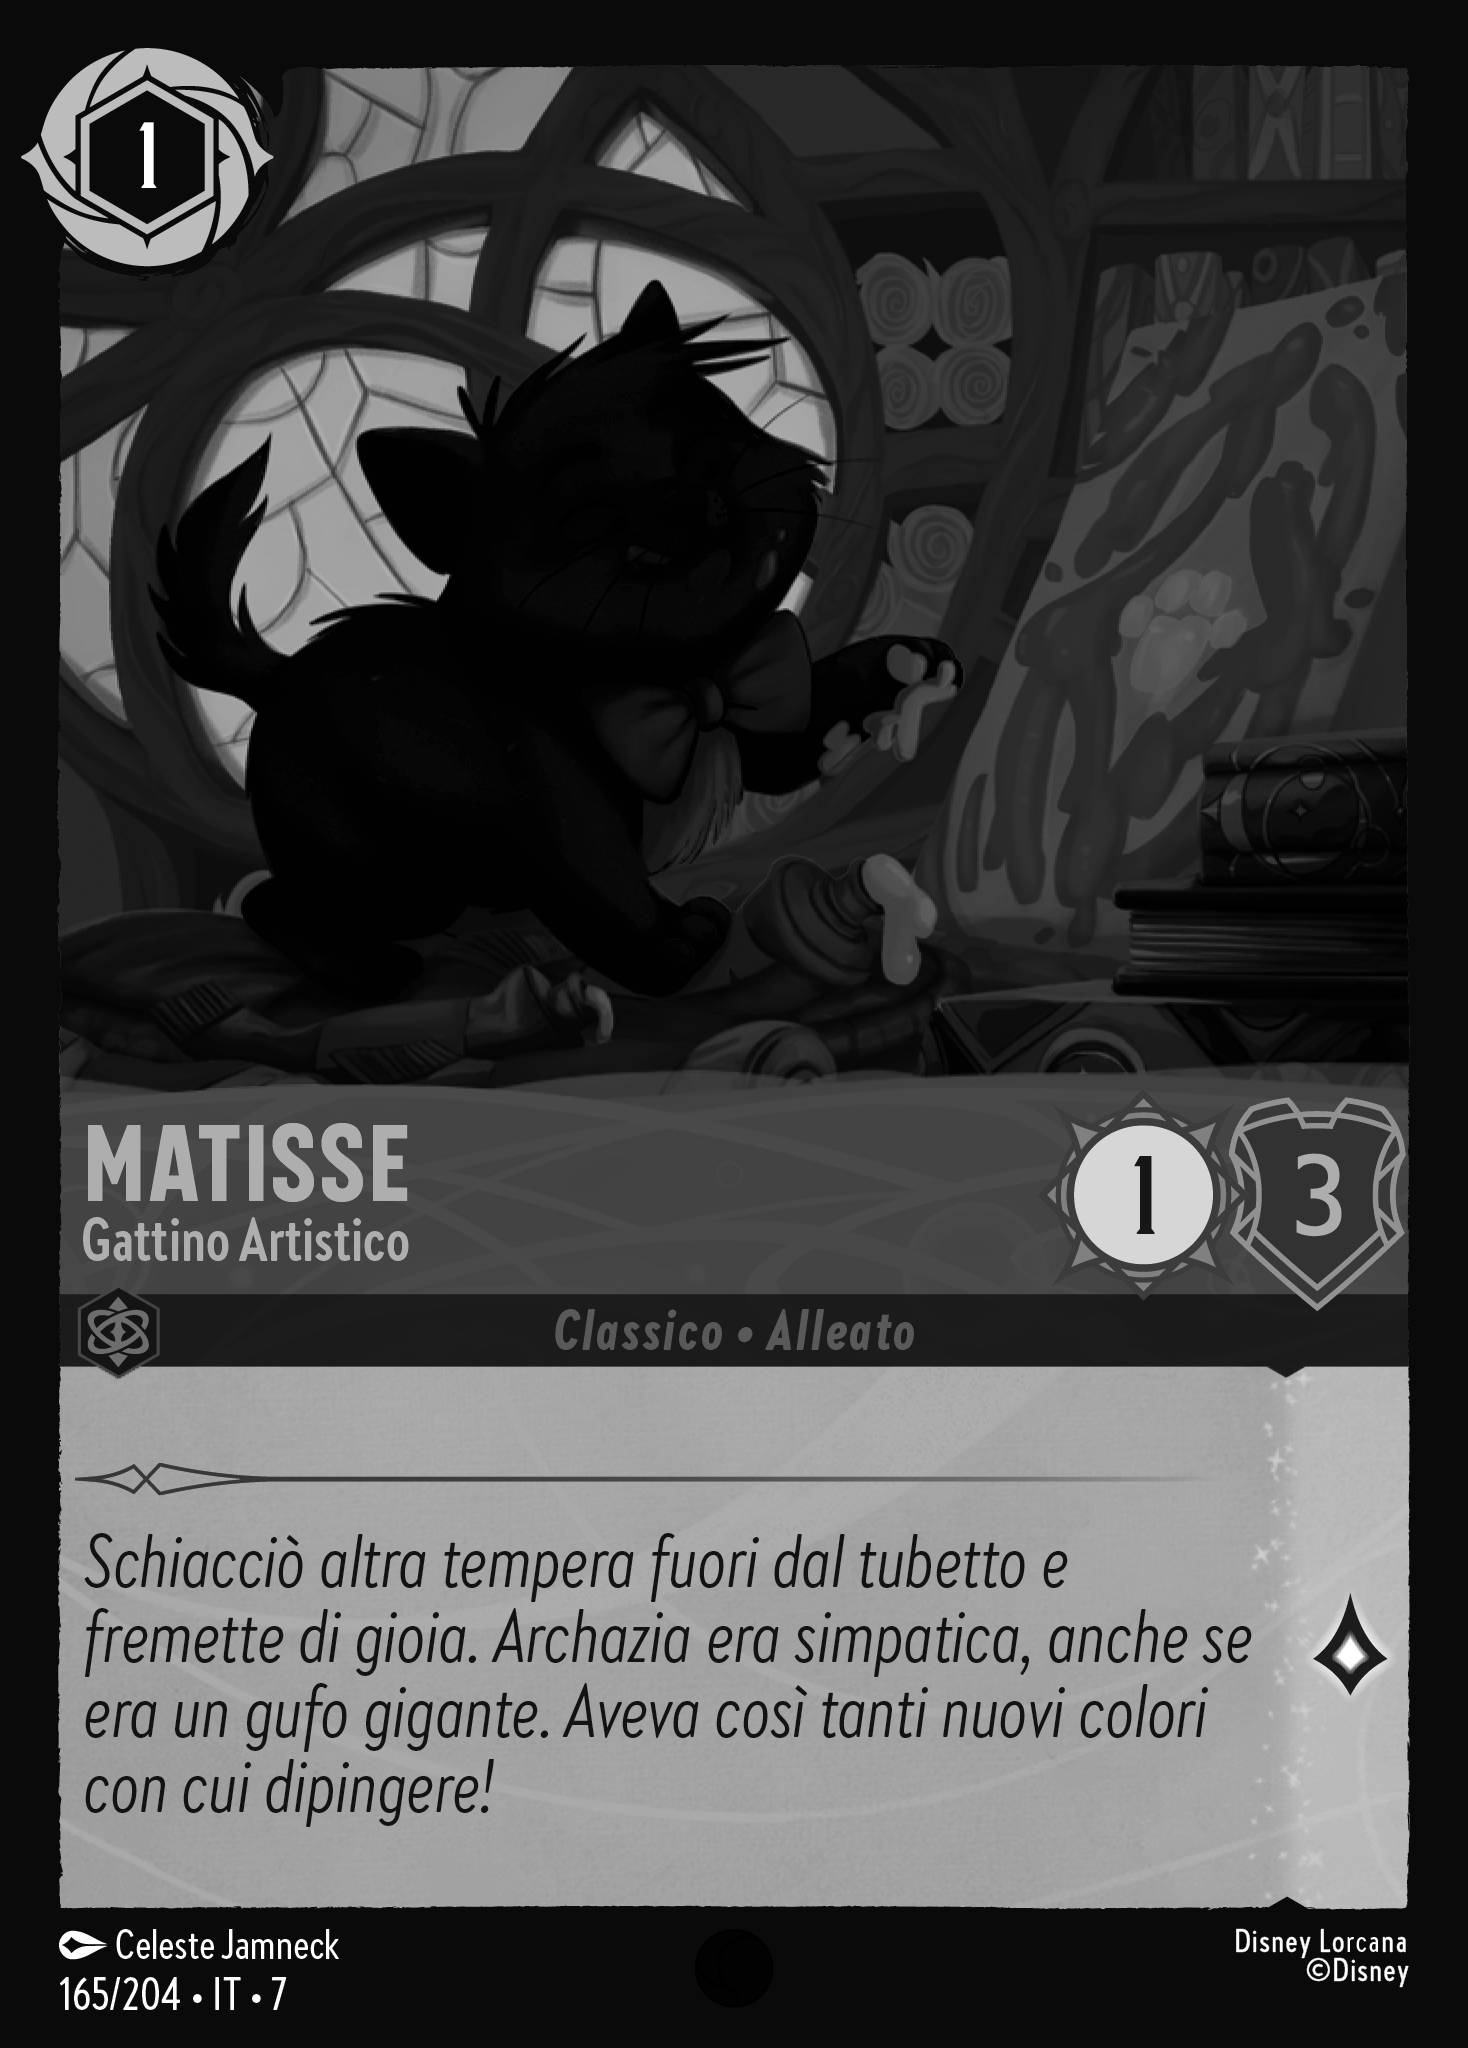 1
MATISSE
Gattino Artistico
1
3
Classico • Alleato
Schiacciò altra tempera fuori dal tubetto e
fremette di gioia. Archazia era simpatica, anche se
era un gufo gigante. Aveva così tanti nuovi colori
con cui dipingere!
Celeste Jamneck
165/204 • IT • 7
Disney Lorcana
©Disney